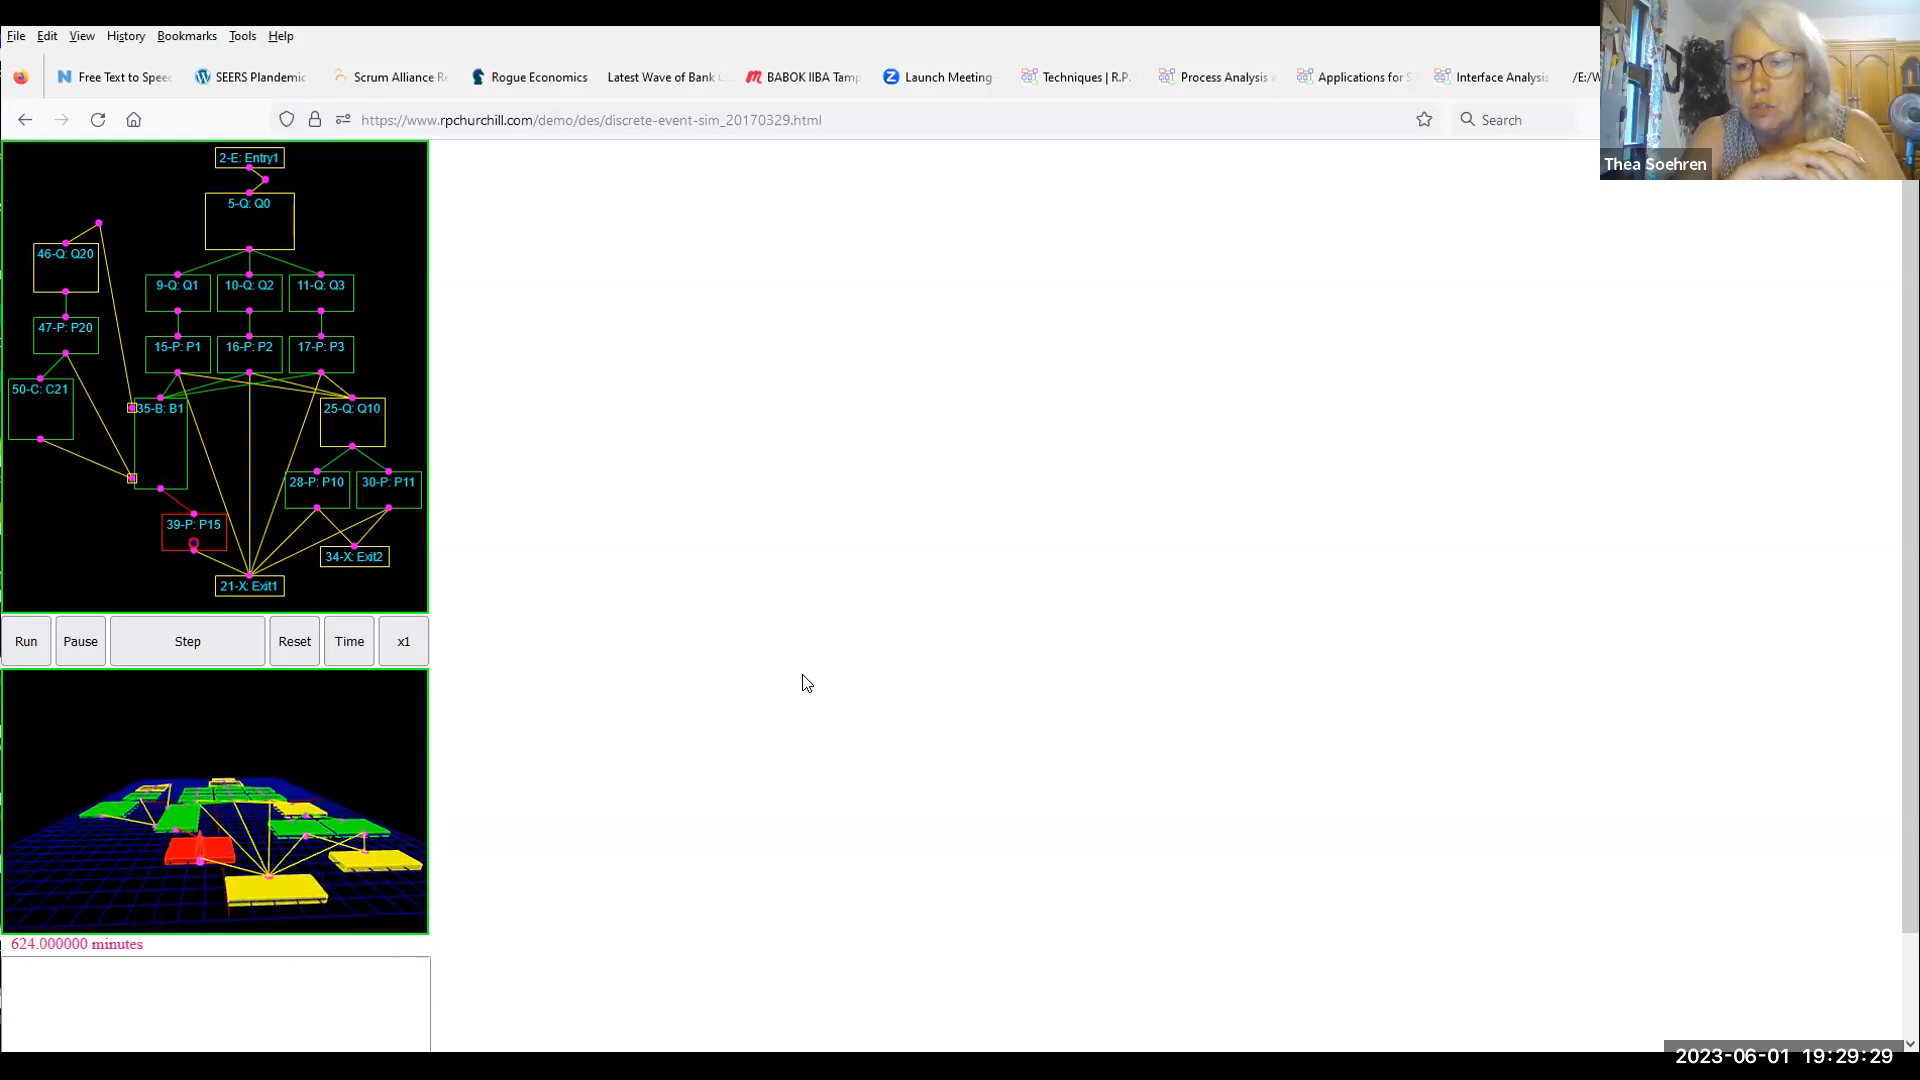 File Edit View History Bookmarks Tools Help
Free Text to Speec SEERS Plandemic Scrum Alliance Re Rogue Economics Latest Wave of Bank C BABOK IIBA Tamp Launch Meeting Techniques | R.P. Process Analysis Applications for S Interface Analysis /E:/W
https://www.rpchurchill.com/demo/des/discrete-event-sim_20170329.html Search
Thea Soehren
2-E: Entry1
5-Q: Q0
46-Q: Q20
9-Q: Q1 10-Q: Q2 11-Q: Q3
47-P: P20
15-P: P1 16-P: P2 17-P: P3
50-C: C21
35-B: B1 25-Q: Q10
28-P: P10 30-P: P11
39-P: P15
34-X: Exit2
21-X: Exit1
Run Pause Step Reset Time x1
624.000000 minutes
2023-06-01 19:29:29